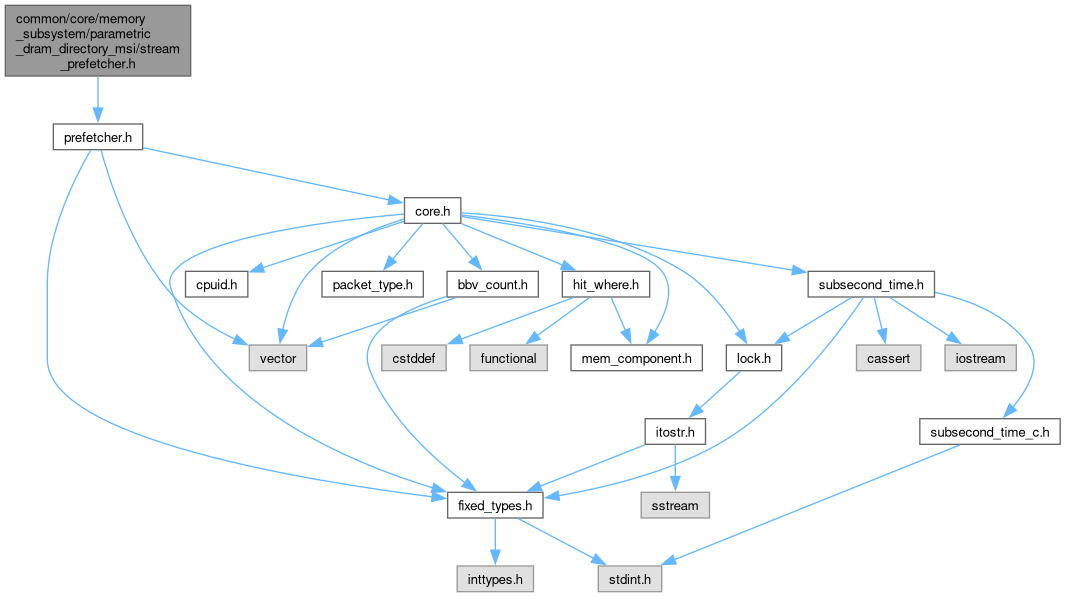 common/core/memory
_subsystem/parametric
_dram_directory_msi/stream
_prefetcher.h
prefetcher.h
core.h
cpuid.h
packet_type.h
bbv_count.h
hit_where.h
subsecond_time.h
vector
cstddef
functional
mem_component.h
lock.h
cassert
iostream
itostr.h
subsecond_time_c.h
fixed_types.h
sstream
inttypes.h
stdint.h